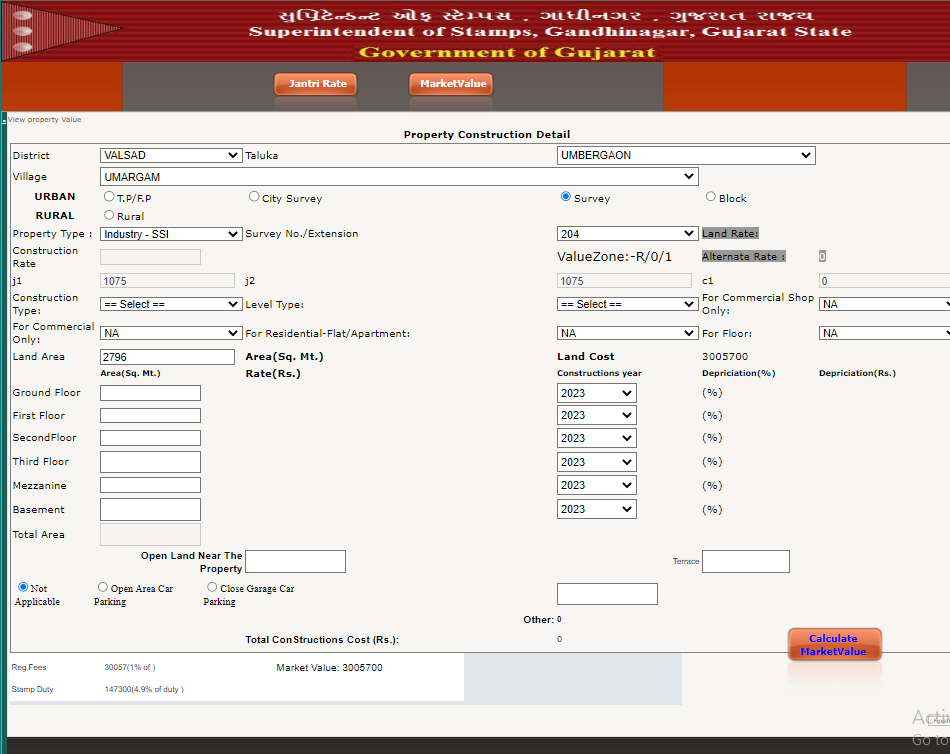 સુપ્રિટેન્ડન્ટ ઓફ સ્ટેમ્પસ , ગાંધીનગર , ગુજરાત રાજ્ય
Superintendent of Stamps, Gandhinagar, Gujarat State
Government of Gujarat
Jantri Rate MarketValue
View property Value
Property Construction Detail
District VALSAD Taluka UMBERGAON
Village UMARGAM
URBAN T.P/F.P City Survey Survey Block
RURAL Rural
Property Type : Industry - SSI Survey No./Extension 204 Land Rate:
Construction Rate ValueZone:-R/0/1 Alternate Rate : 0
j1 1075 j2 1075 c1 0
Construction Type: == Select == Level Type: == Select == For Commercial Shop Only: NA
For Commercial Only: NA For Residential-Flat/Apartment: NA For Floor: NA
Land Area 2796 Area(Sq. Mt.) Land Cost 3005700
Area(Sq. Mt.) Rate(Rs.) Constructions year Depriciation(%) Depriciation(Rs.)
Ground Floor 2023 (%)
First Floor 2023 (%)
SecondFloor 2023 (%)
Third Floor 2023 (%)
Mezzanine 2023 (%)
Basement 2023 (%)
Total Area
Open Land Near The Property Terrace
Not Applicable Open Area Car Parking Close Garage Car Parking
Other: 0
Total ConStructions Cost (Rs.): 0
Calculate MarketValue
Reg.Fees 30057(1% of ) Market Value: 3005700
Stamp Duty 147300(4.9% of duty )
Go to